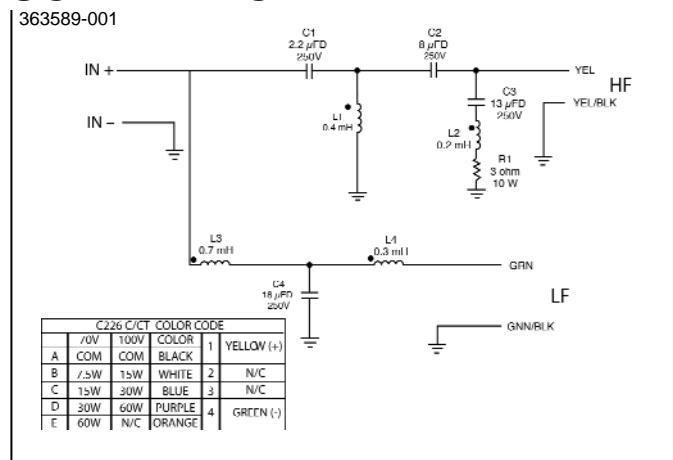 363589-001
C1
2.2 µFD
250V
C2
8 µFD
250V
IN +
YEL
HF
C3
13 µFD
250V
YEL/BLK
L1
0.4 mH
IN –
L2
0.2 mH
R1
3 ohm
10 W
L3
0.7 mH
L4
0.3 mH
GRN
C4
18 µFD
250V
LF
GNN/BLK
C226 C/CT COLOR CODE
70V 100V COLOR 1 YELLOW (+)
A COM COM BLACK
B 7.5W 15W WHITE 2 N/C
C 15W 30W BLUE 3 N/C
D 30W 60W PURPLE 4 GREEN (-)
E 60W N/C ORANGE